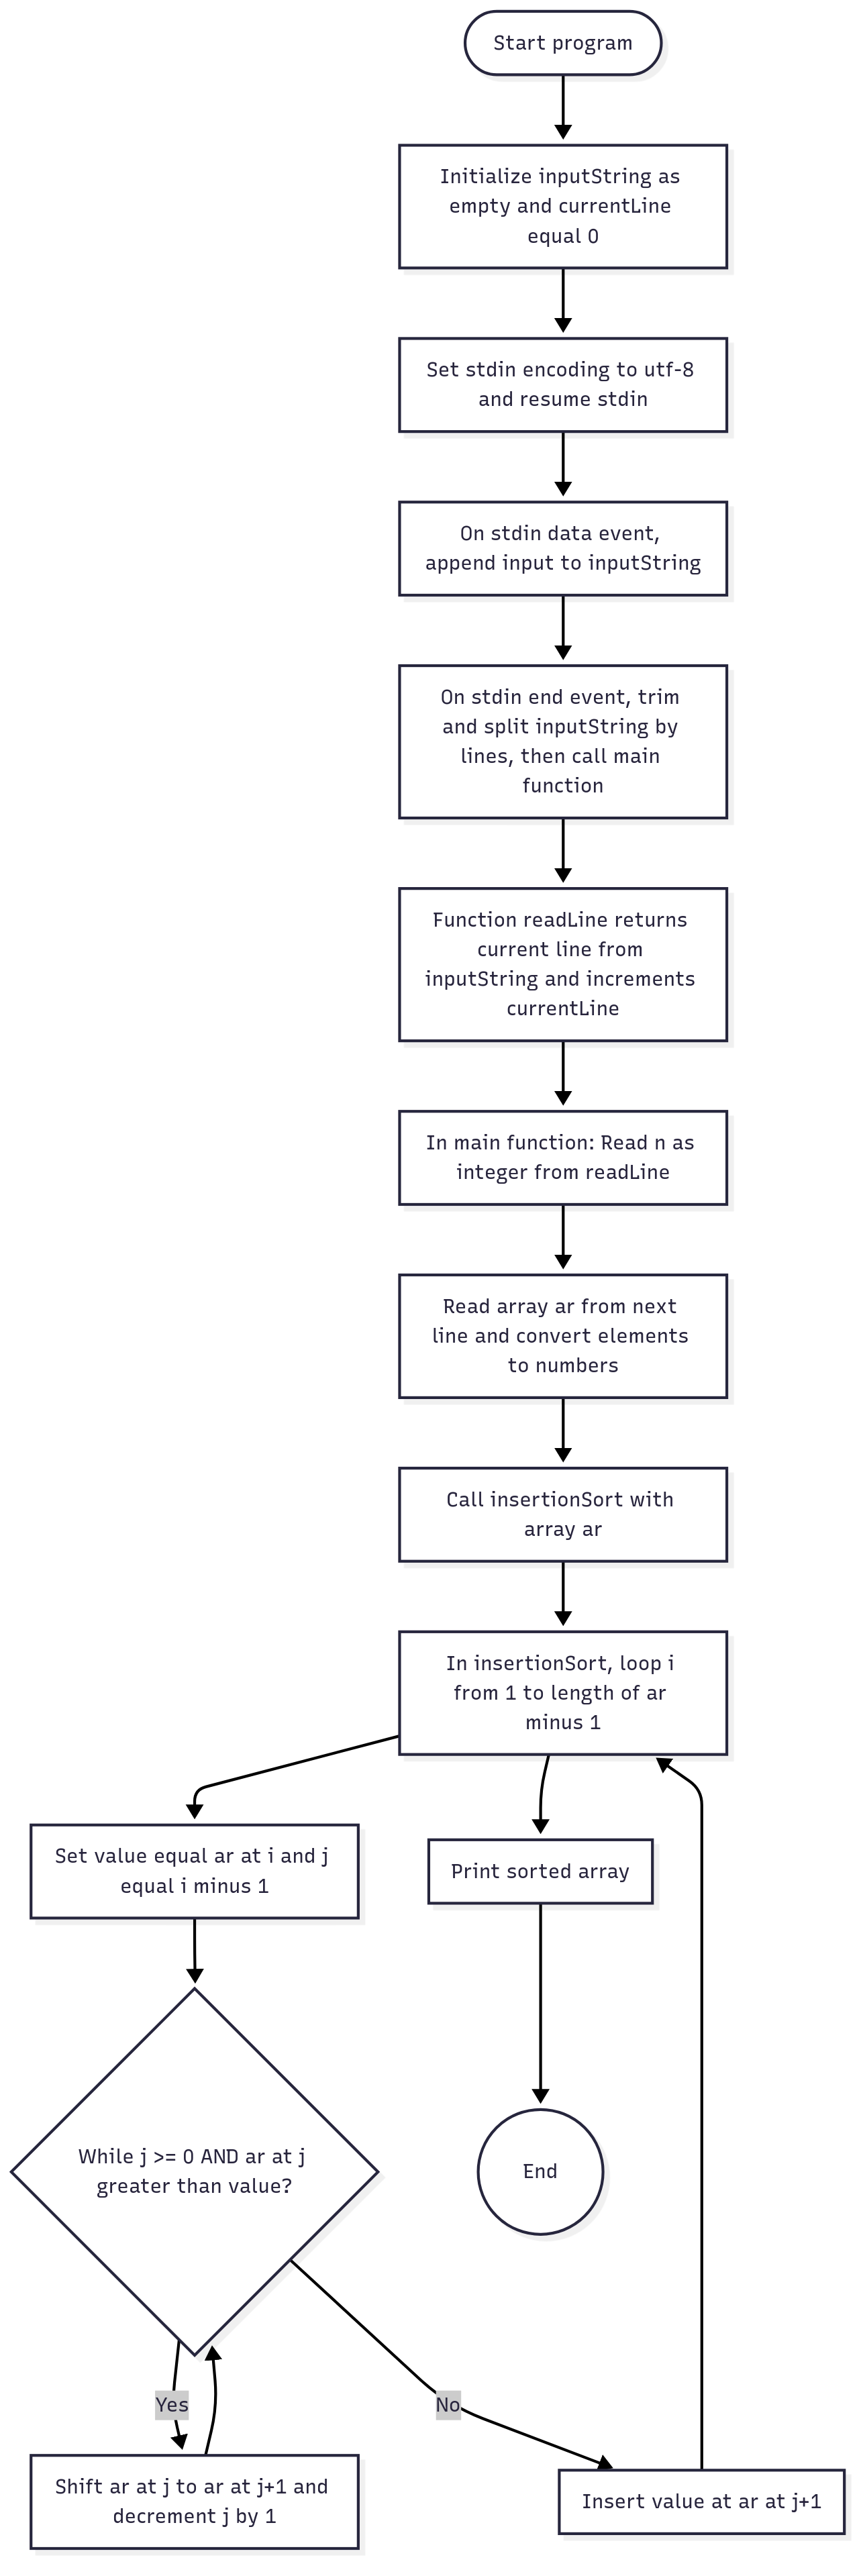 Start program
Initialize inputString as
empty and currentLine
equal 0
Set stdin encoding to utf-8
and resume stdin
On stdin data event,
append input to inputString
On stdin end event, trim
and split inputString by
lines, then call main
function
Function readLine returns
current line from
inputString and increments
currentLine
In main function: Read n as
integer from readLine
Read array ar from next
line and convert elements
to numbers
Call insertionSort with
array ar
In insertionSort, loop i
from 1 to length of ar
minus 1
Set value equal ar at i and j
equal i minus 1
Print sorted array
While j >= 0 AND ar at j
greater than value?
End
Yes
No
Shift ar at j to ar at j+1 and
decrement j by 1
Insert value at ar at j+1